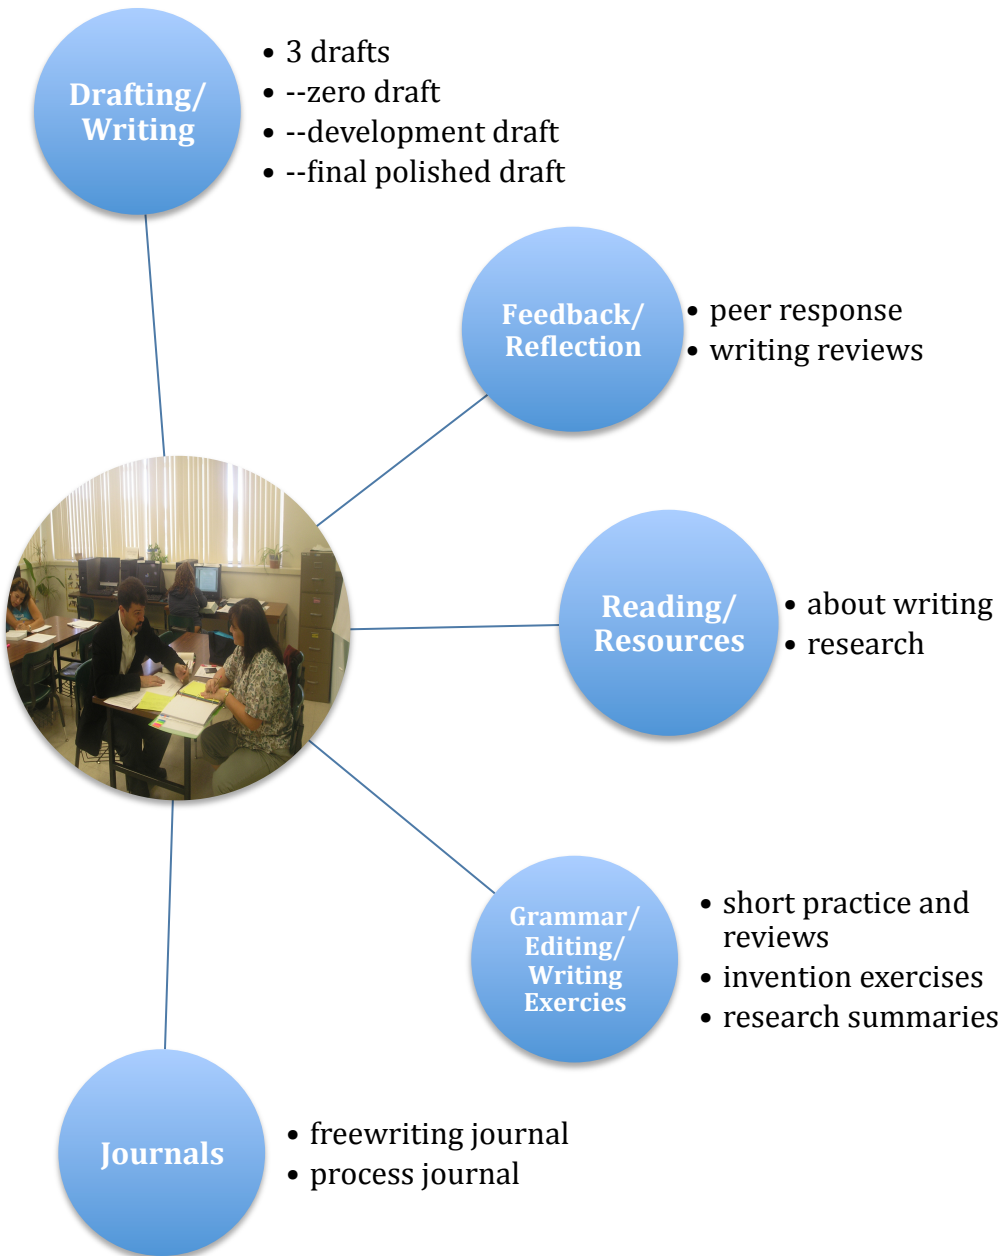 Drafting/
Writing
• 3 drafts
• --zero draft
• --development draft
• --final polished draft
Feedback/
Reflection
• peer response
• writing reviews
Reading/
Resources
• about writing
• research
Grammar/
Editing/
Writing
Exercies
• short practice and
reviews
• invention exercises
• research summaries
Journals
• freewriting journal
• process journal